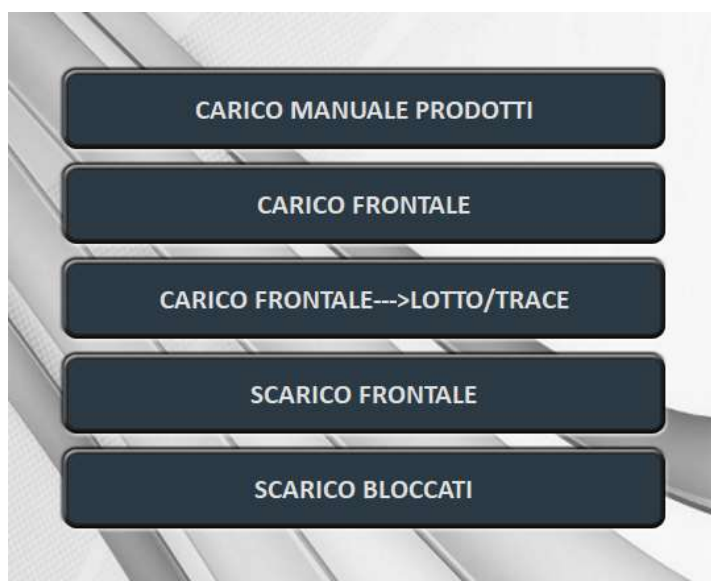 CARICO MANUALE PRODOTTI
CARICO FRONTALE
CARICO FRONTALE--->LOTTO/TRACE
SCARICO FRONTALE
SCARICO BLOCCATI